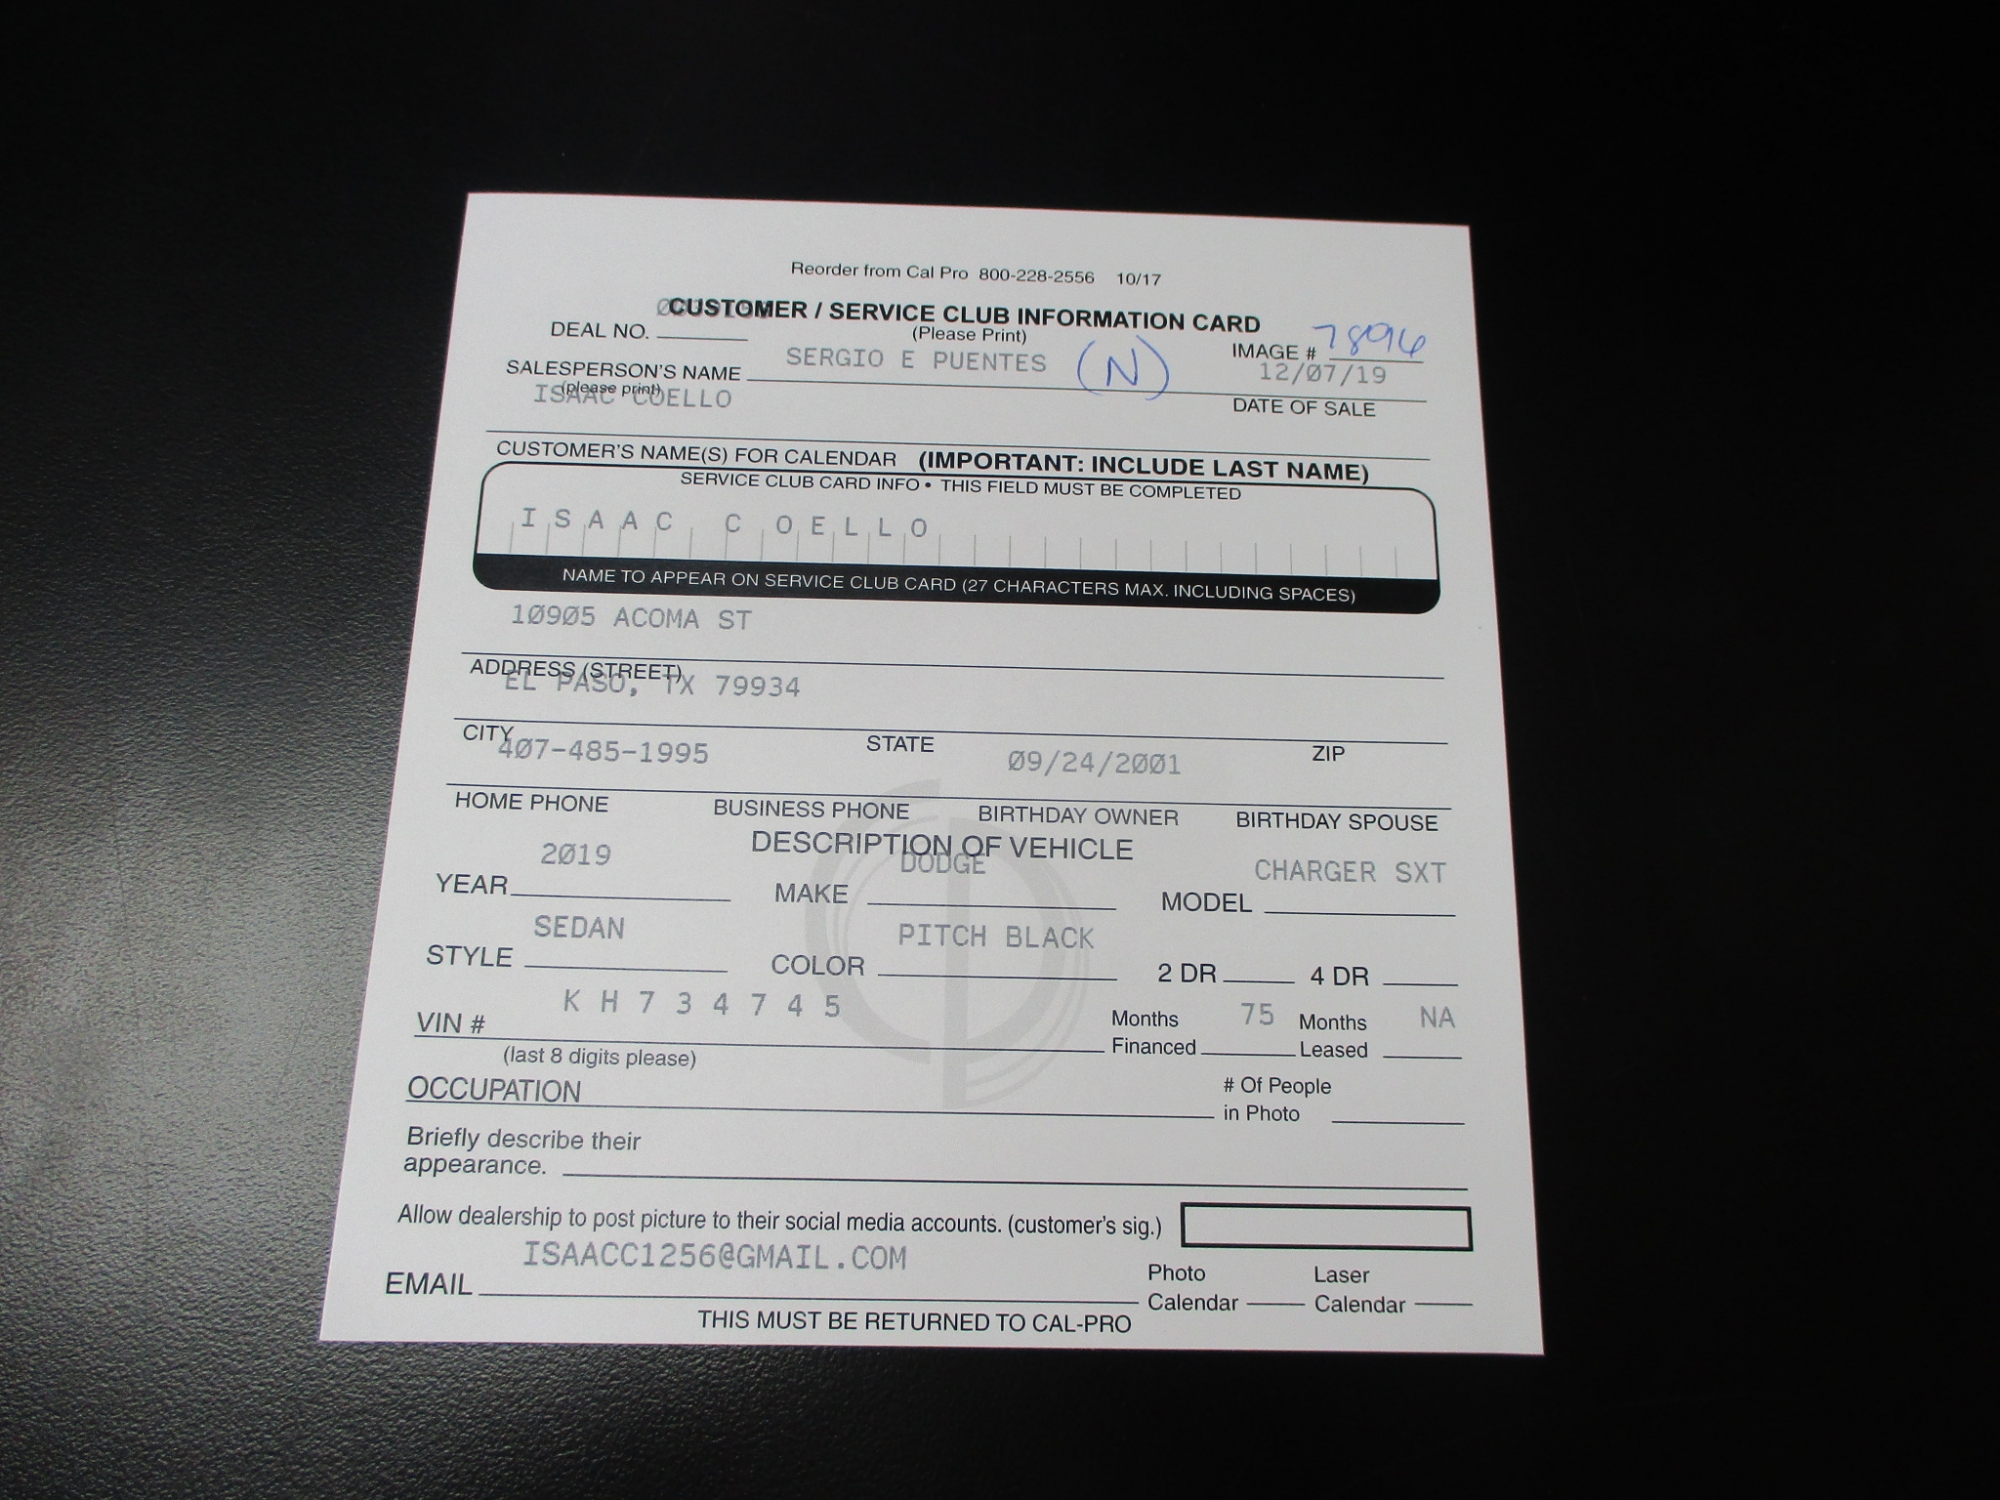 Reorder from Cal Pro 800-228-2556 10/17
CUSTOMER / SERVICE CLUB INFORMATION CARD
(Please Print)
DEAL NO.
IMAGE # 7896
SALESPERSON'S NAME SERGIO E PUENTES (N) 12/07/19
(please print)
DATE OF SALE
ISAAC COELLO
CUSTOMER'S NAME(S) FOR CALENDAR (IMPORTANT: INCLUDE LAST NAME)
SERVICE CLUB CARD INFO • THIS FIELD MUST BE COMPLETED
ISAAC COELLO
NAME TO APPEAR ON SERVICE CLUB CARD (27 CHARACTERS MAX. INCLUDING SPACES)
10905 ACOMA ST
ADDRESS (STREET)
EL PASO, TX 79934
CITY STATE ZIP
407-485-1995 09/24/2001
HOME PHONE BUSINESS PHONE BIRTHDAY OWNER BIRTHDAY SPOUSE
DESCRIPTION OF VEHICLE
2019 DODGE CHARGER SXT
YEAR MAKE MODEL
SEDAN PITCH BLACK
STYLE COLOR 2 DR 4 DR
KH734745
VIN # Months Financed 75 Months Leased NA
(last 8 digits please)
OCCUPATION # Of People in Photo
Briefly describe their
appearance.
Allow dealership to post picture to their social media accounts. (customer's sig.)
ISAACC1256@GMAIL.COM
EMAIL Photo Calendar Laser Calendar
THIS MUST BE RETURNED TO CAL-PRO